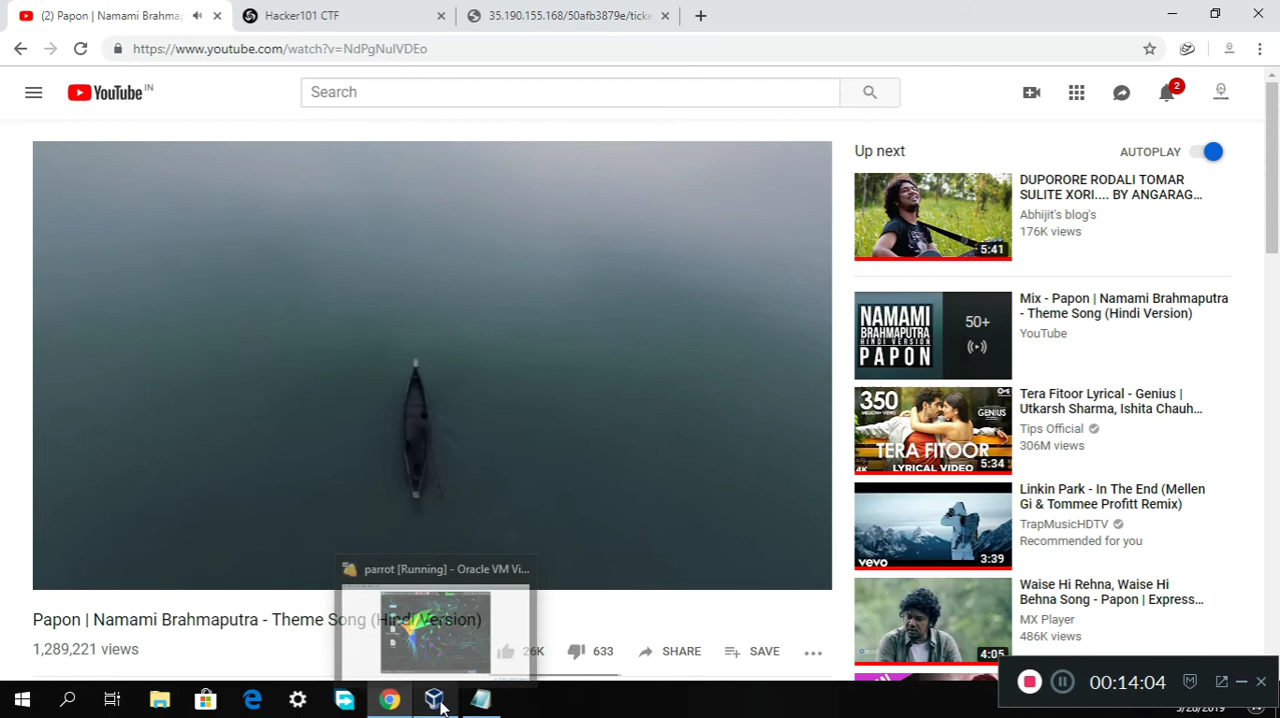 (2) Papon | Namami Brahmap
Hacker101 CTF
35.190.155.168/50afb3879e/ticke
https://www.youtube.com/watch?v=NdPgNulVDEo
YouTube IN
Search
2
Up next
AUTOPLAY
DUPORORE RODALI TOMAR
SULITE XORI.... BY ANGARAG...
Abhijit's blog's
176K views
5:41
NAMAMI
BRAHMAPUTRA
HINDI VERSION
PAPON
50+
Mix - Papon | Namami Brahmaputra
- Theme Song (Hindi Version)
YouTube
350
MILLION+
VIEWS
GENIUS
TERA FITOOR
LYRICAL VIDEO
4K
5:34
Tera Fitoor Lyrical - Genius |
Utkarsh Sharma, Ishita Chauh...
Tips Official
306M views
vevo
3:39
Linkin Park - In The End (Mellen
Gi & Tommee Profitt Remix)
TrapMusicHDTV
Recommended for you
4:05
Waise Hi Rehna, Waise Hi
Behna Song - Papon | Express...
MX Player
486K views
parrot [Running] - Oracle VM Vi...
Papon | Namami Brahmaputra - Theme Song (Hindi Version)
1,289,221 views
26K
633
SHARE
SAVE
00:14:04